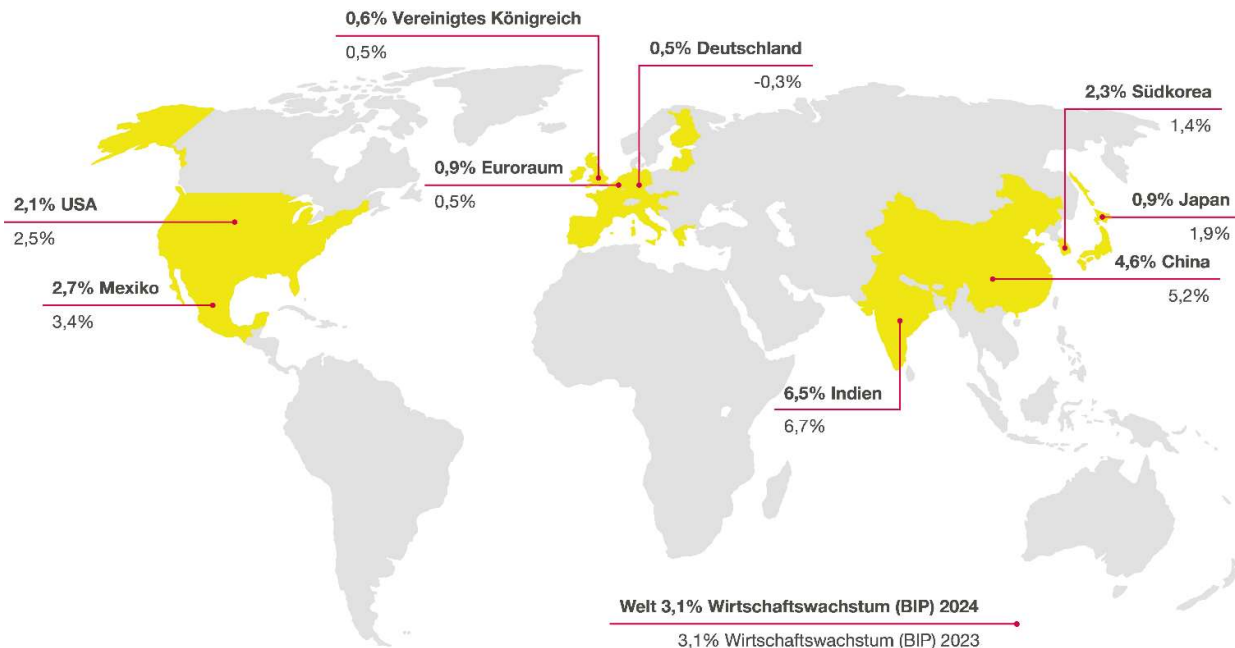 0,6% Vereinigtes Königreich
0,5%
0,5% Deutschland
-0,3%
2,3% Südkorea
1,4%
0,9% Euroraum
0,5%
2,1% USA
2,5%
0,9% Japan
1,9%
4,6% China
5,2%
2,7% Mexiko
3,4%
6,5% Indien
6,7%
Welt 3,1% Wirtschaftswachstum (BIP) 2024
3,1% Wirtschaftswachstum (BIP) 2023